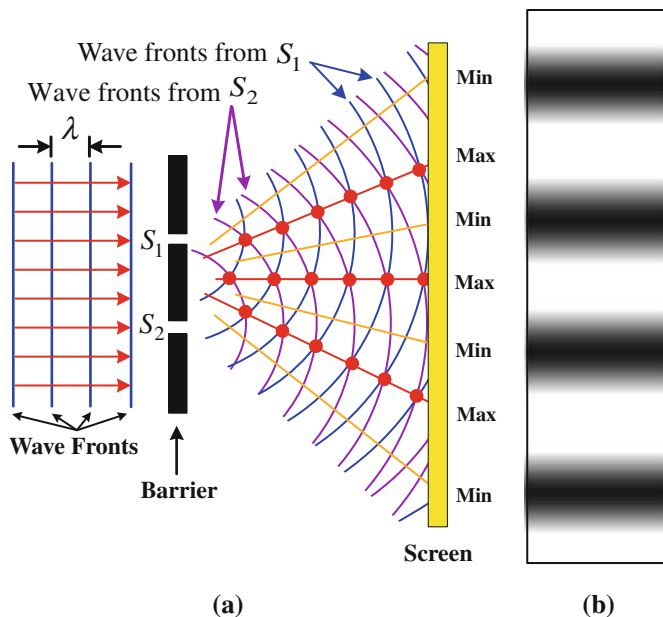 Wave fronts from S₁
Wave fronts from S₂
λ
S₁
S₂
Wave Fronts
Barrier
Min
Max
Min
Max
Min
Max
Min
Screen
(a)
(b)